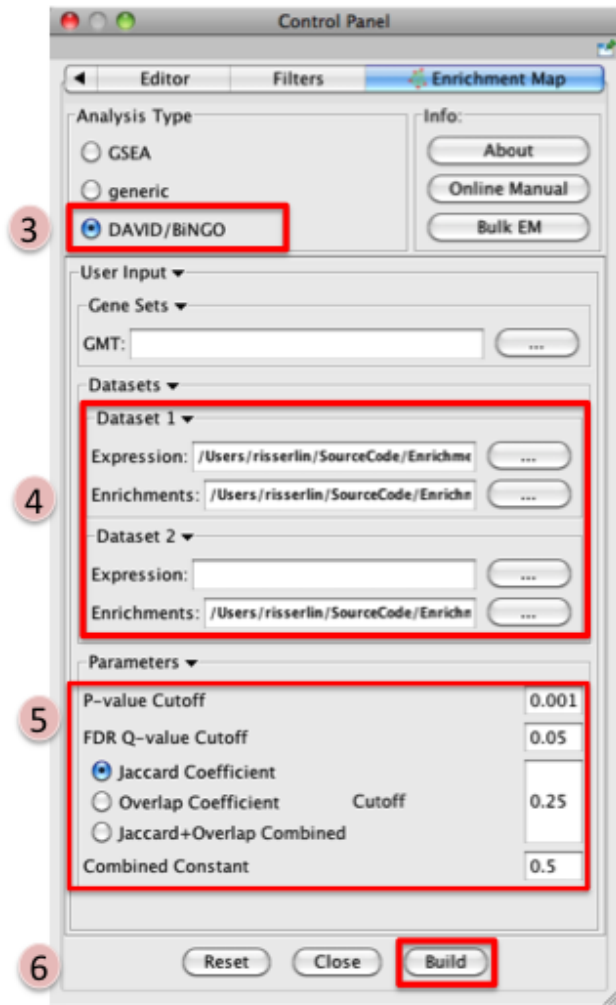 Control Panel
Editor Filters Enrichment Map
Analysis Type Info:
GSEA About
generic Online Manual
3 DAVID/BiNGO Bulk EM
User Input
Gene Sets
GMT: ...
Datasets
Dataset 1
Expression: /Users/risserlin/SourceCode/Enrichme ...
4 Enrichments: /Users/risserlin/SourceCode/Enrichn ...
Dataset 2
Expression: ...
Enrichments: /Users/risserlin/SourceCode/Enrichn ...
Parameters
5 P-value Cutoff 0.001
FDR Q-value Cutoff 0.05
Jaccard Coefficient
Overlap Coefficient Cutoff 0.25
Jaccard+Overlap Combined
Combined Constant 0.5
6 Reset Close Build